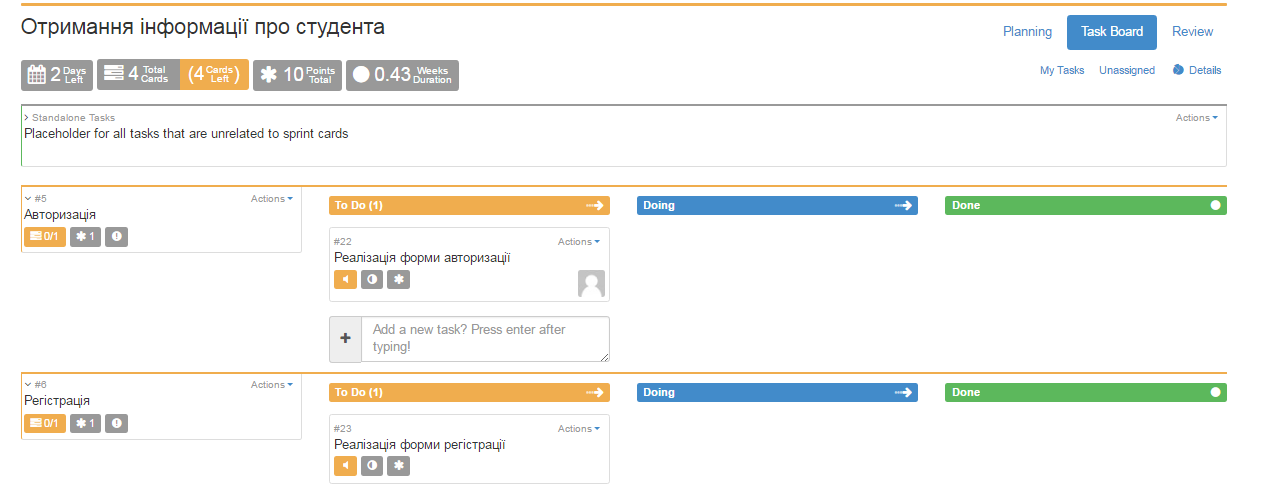 Отримання інформації про студента
Planning Task Board Review
2 Days Left 4 Total Cards (4 Cards Left) 10 Points Total 0.43 Weeks Duration
My Tasks Unassigned Details
Standalone Tasks Actions
Placeholder for all tasks that are unrelated to sprint cards
#5 Actions
Авторизація
0/1 1
To Do (1) Doing Done
#22 Actions
Реалізація форми авторизації
Add a new task? Press enter after
typing!
#6 Actions
Регістрація
0/1 1
To Do (1) Doing Done
#23 Actions
Реалізація форми регістрації